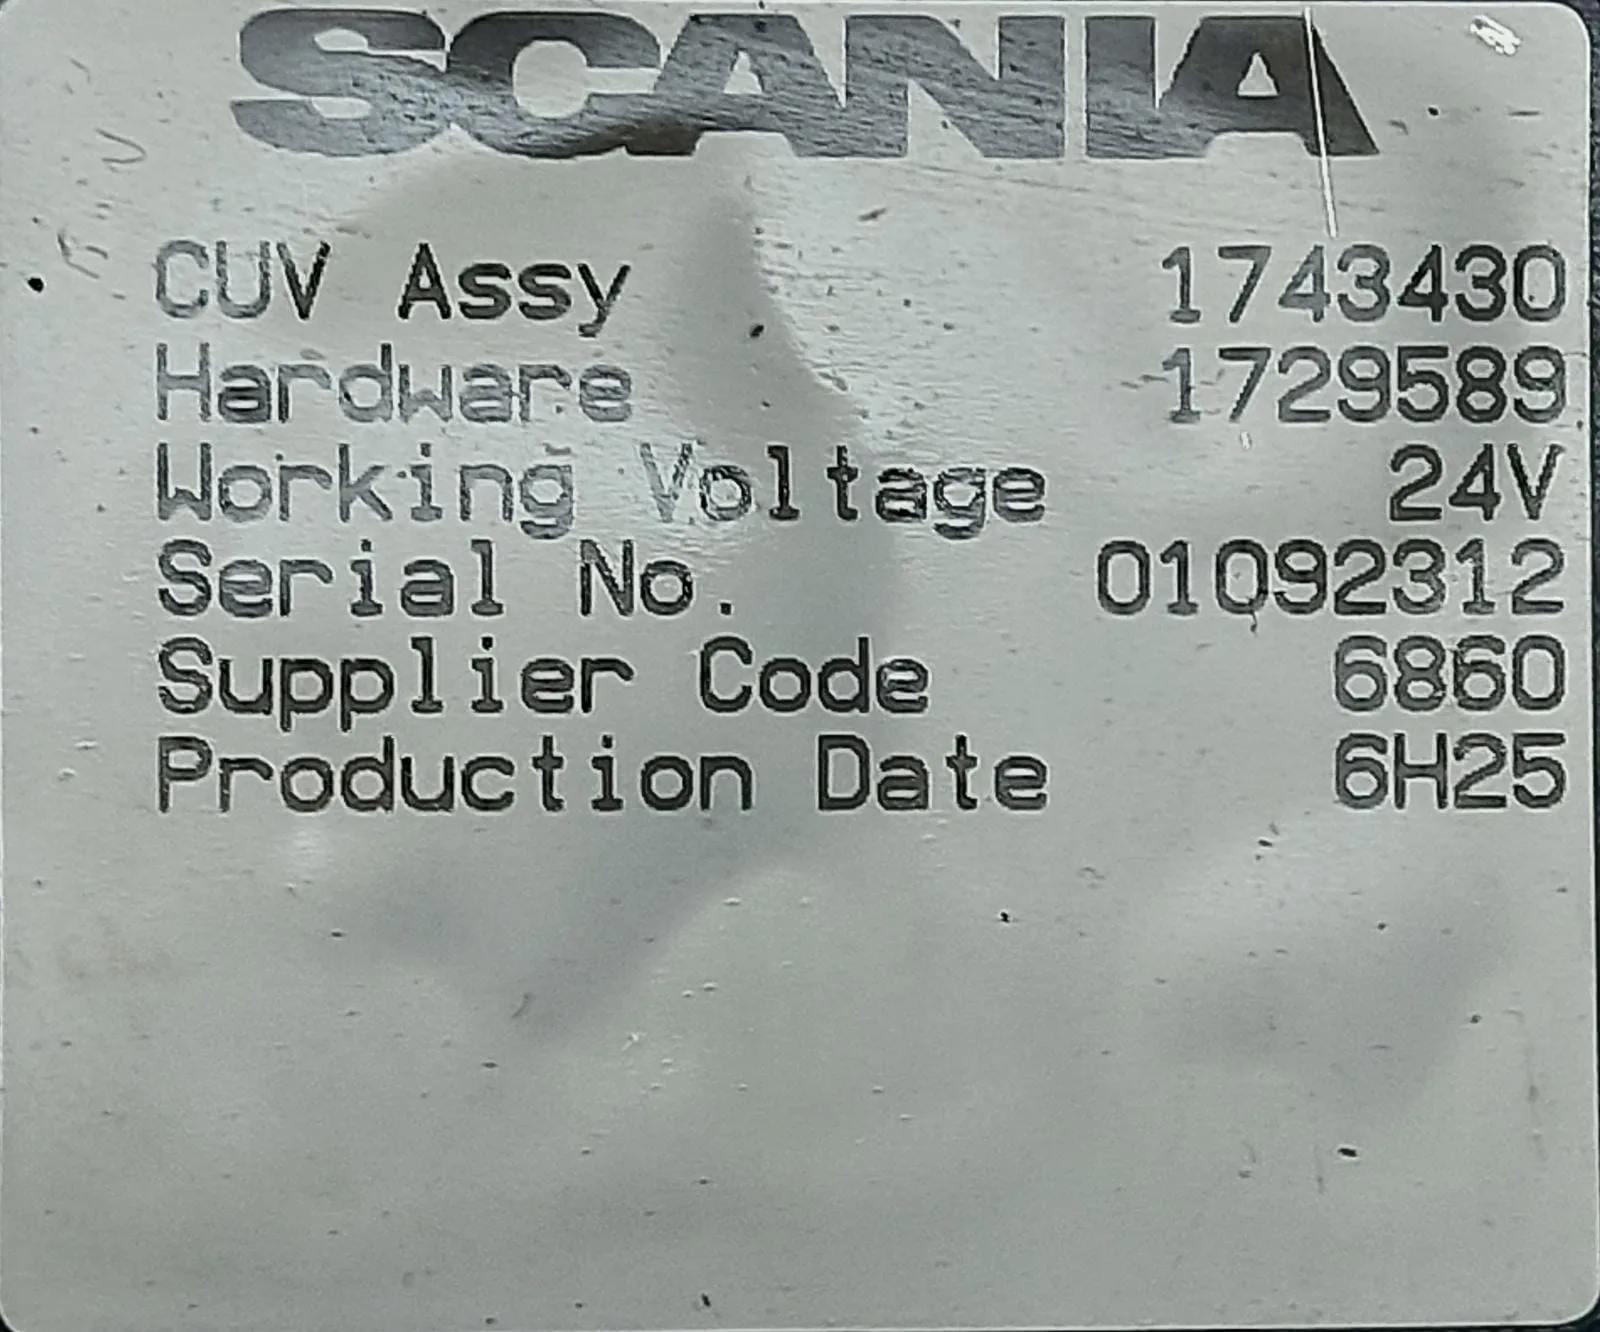 SCANIA
CUV Assy 1743430
Hardware 1729589
Working Voltage 24V
Serial No. 01092312
Supplier Code 6860
Production Date 6H25